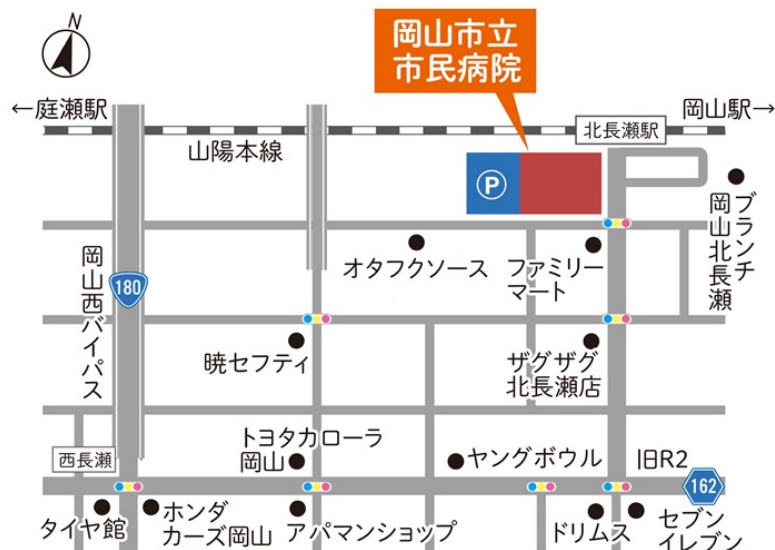 N
岡山市立
市民病院
←庭瀬駅
岡山駅→
北長瀬駅
山陽本線
P
ブランチ
岡山北長瀬
オタフクソース
ファミリー
マート
岡山西バイパス
180
暁セフティ
ザグザグ
北長瀬店
トヨタカローラ
岡山
西長瀬
ヤングボウル
旧R2
162
タイヤ館
ホンダ
カーズ岡山
アパマンショップ
ドリムス
セブン
イレブン